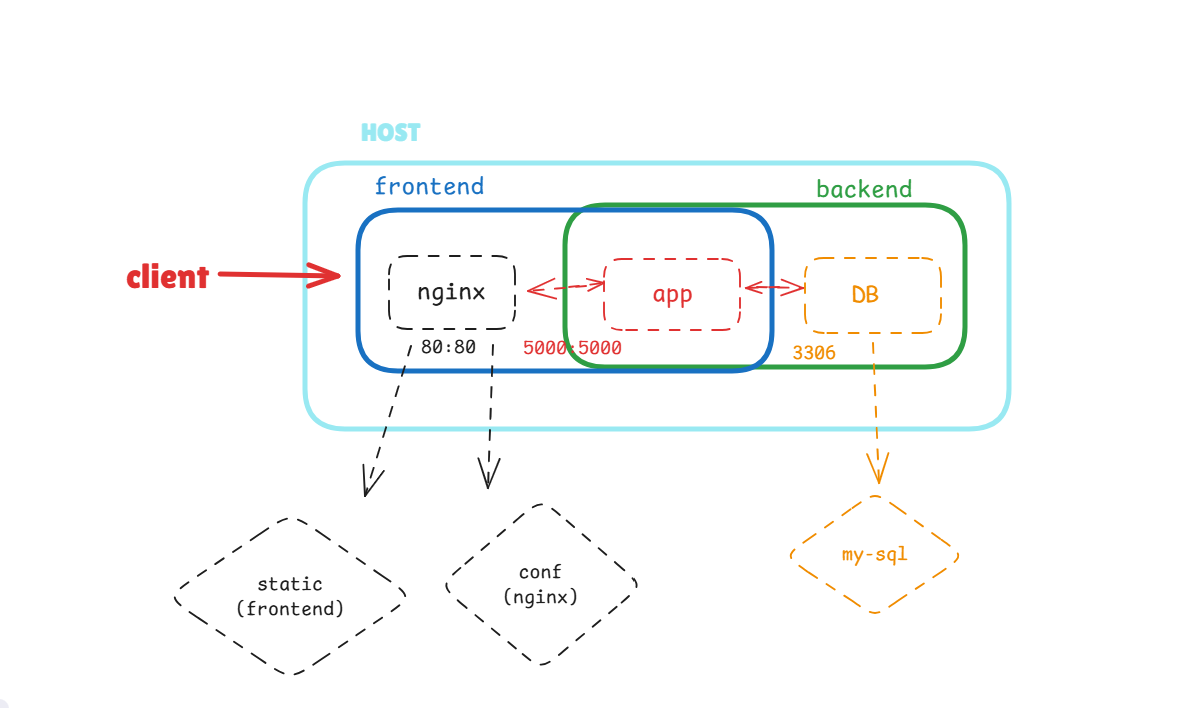 HOST
frontend
backend
client
nginx
app
DB
80:80
5000:5000
3306
static
(frontend)
conf
(nginx)
my-sql